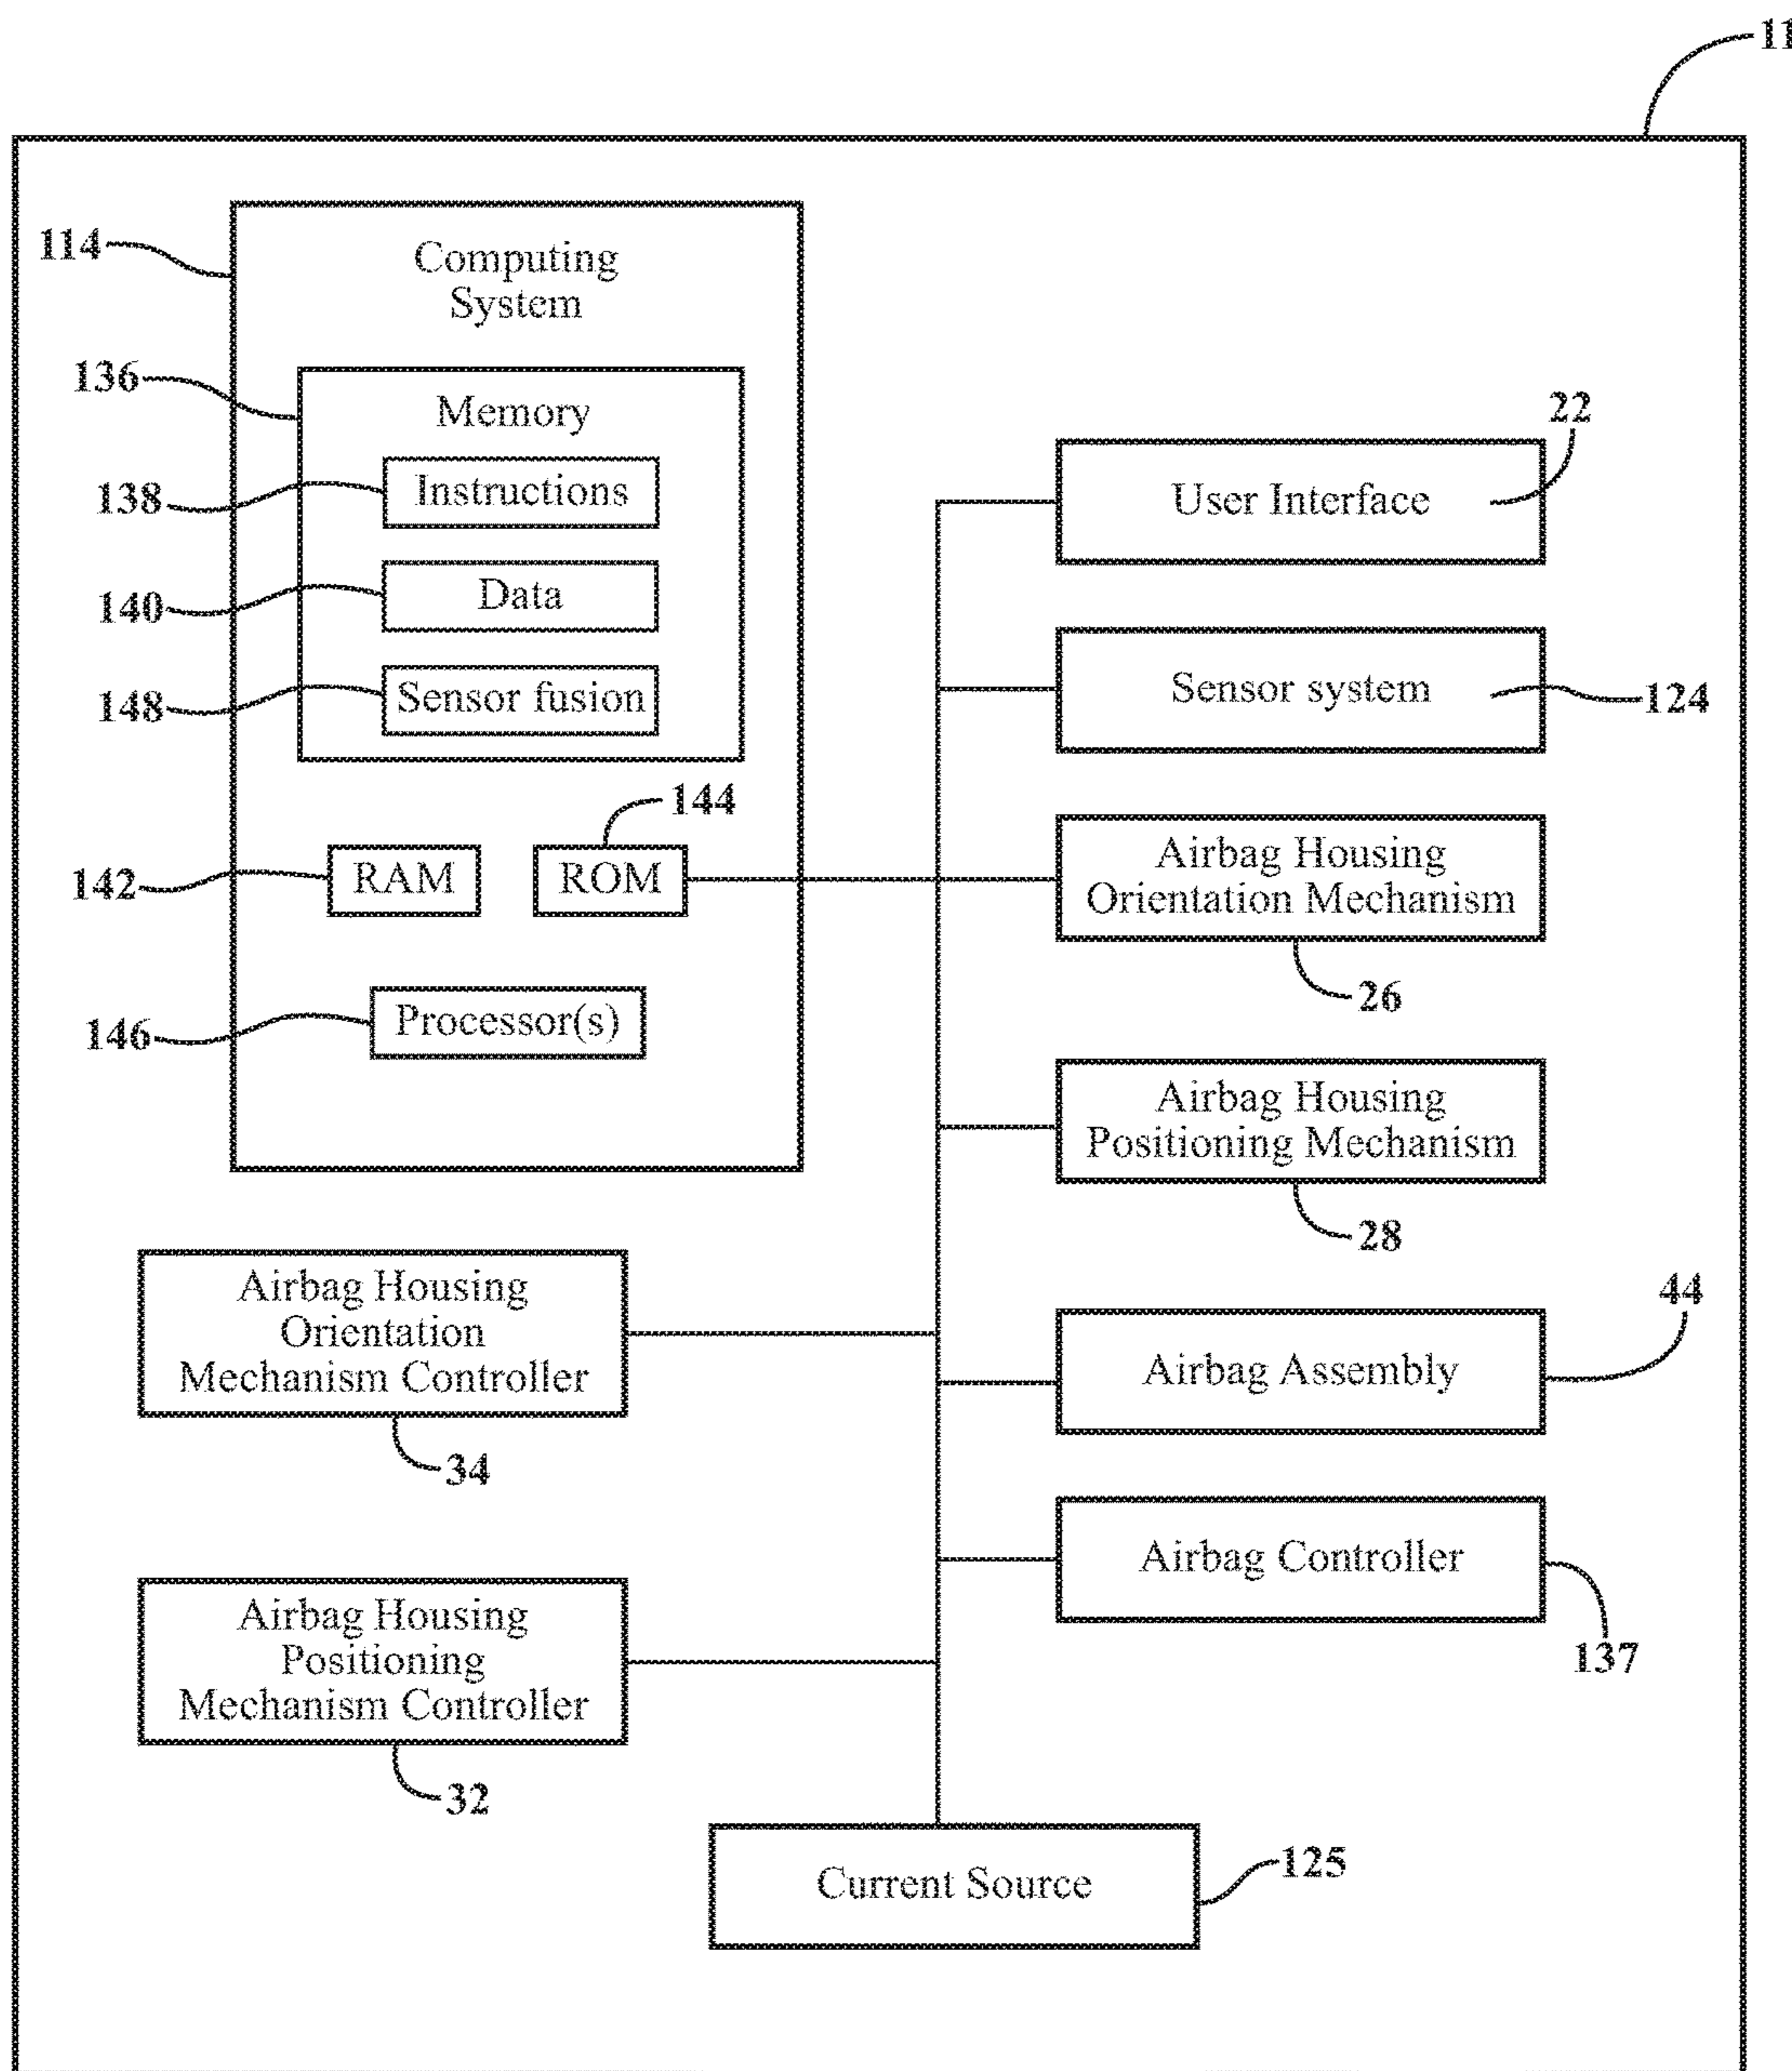 11
114
Computing
System
136
Memory
138
Instructions
140
Data
148
Sensor fusion
144
142
RAM
ROM
146
Processor(s)
22
User Interface
Sensor system
124
Airbag Housing
Orientation Mechanism
26
Airbag Housing
Positioning Mechanism
28
Airbag Housing
Orientation
Mechanism Controller
34
44
Airbag Assembly
Airbag Controller
137
Airbag Housing
Positioning
Mechanism Controller
32
Current Source
125